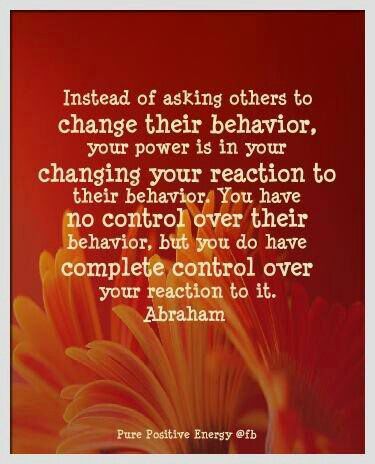 Instead of asking others to
change their behavior,
your power is in your
changing your reaction to
their behavior. You have
no control over their
behavior, but you do have
complete control over
your reaction to it.
Abraham
Pure Positive Energy @fb